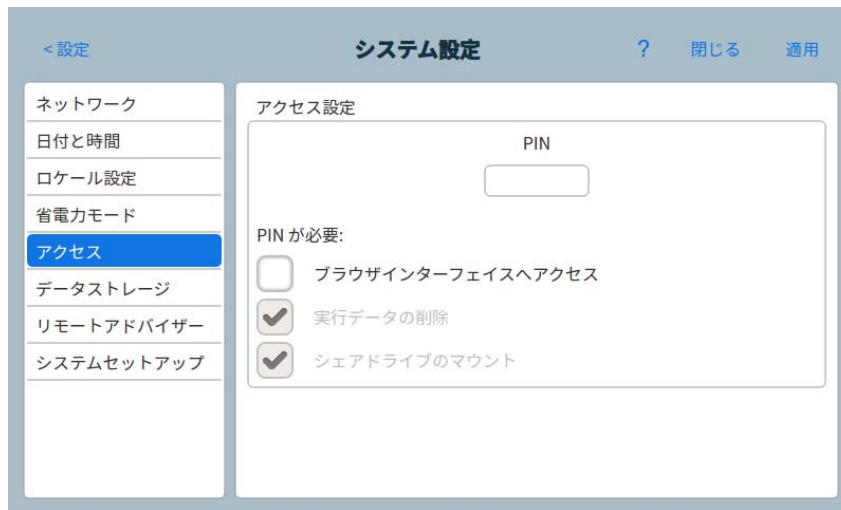 < 設定 システム設定 ? 閉じる 適用
ネットワーク
日付と時間
ロケール設定
省電力モード
アクセス
データストレージ
リモートアドバイザー
システムセットアップ
アクセス設定
PIN
PIN が必要:
ブラウザインターフェイスへアクセス
実行データの削除
シェアドライブのマウント